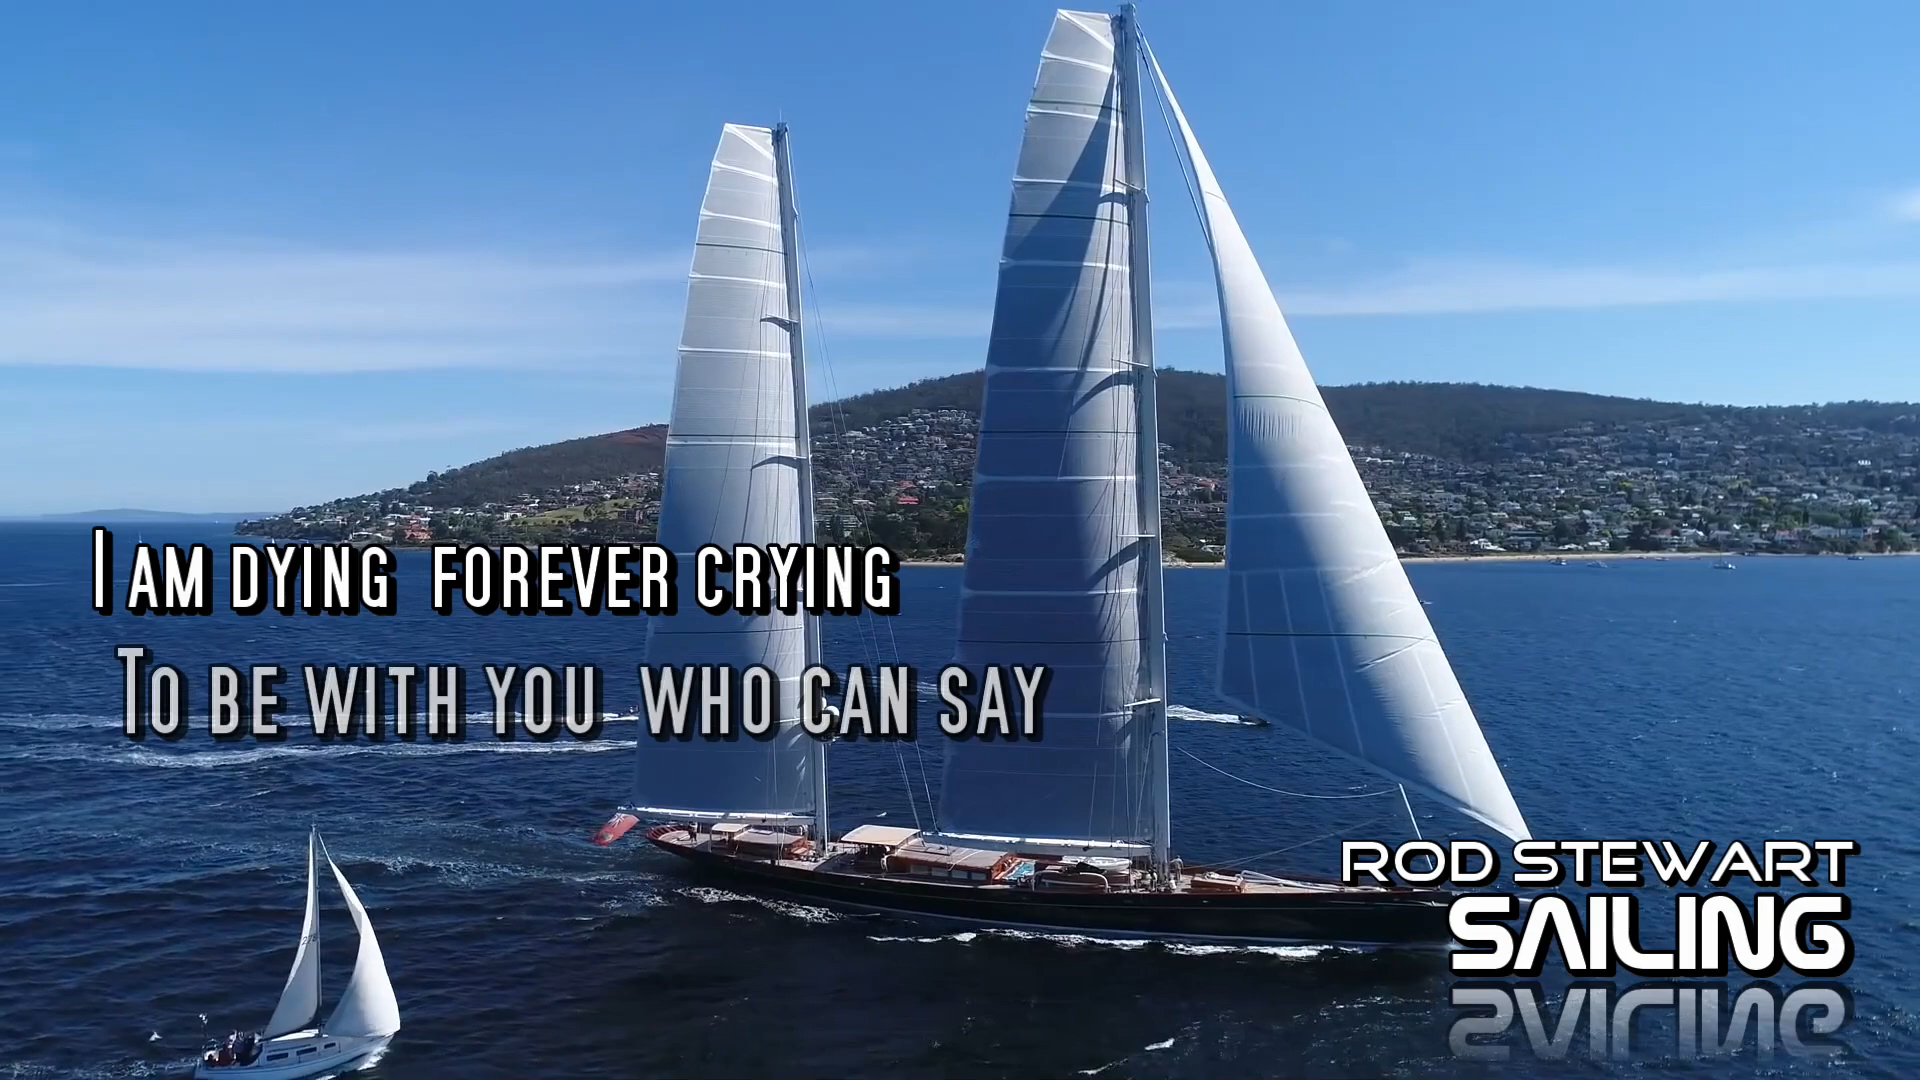 I AM DYING  FOREVER CRYING
TO BE WITH YOU  WHO CAN SAY
ROD STEWART
SAILING